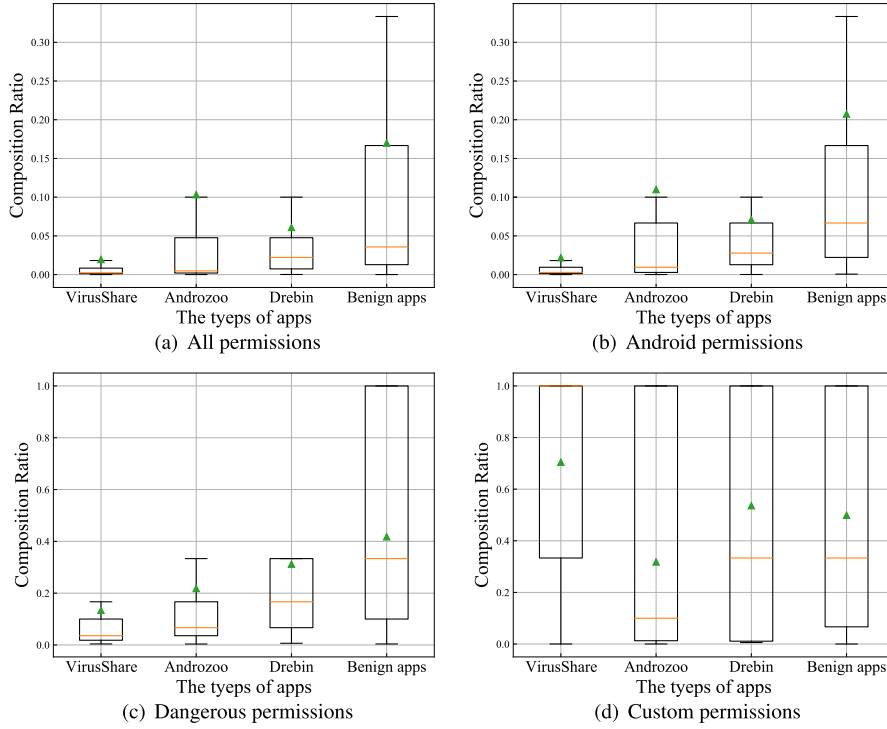 0.30
0.25
0.20
0.15
0.10
0.05
0.00
Composition Ratio
VirusShare Androzoo Drebin Benign apps
The tyeps of apps
(a) All permissions
0.30
0.25
0.20
0.15
0.10
0.05
0.00
Composition Ratio
VirusShare Androzoo Drebin Benign apps
The tyeps of apps
(b) Android permissions
1.0
0.8
0.6
0.4
0.2
0.0
Composition Ratio
VirusShare Androzoo Drebin Benign apps
The tyeps of apps
(c) Dangerous permissions
1.0
0.8
0.6
0.4
0.2
0.0
Composition Ratio
VirusShare Androzoo Drebin Benign apps
The tyeps of apps
(d) Custom permissions